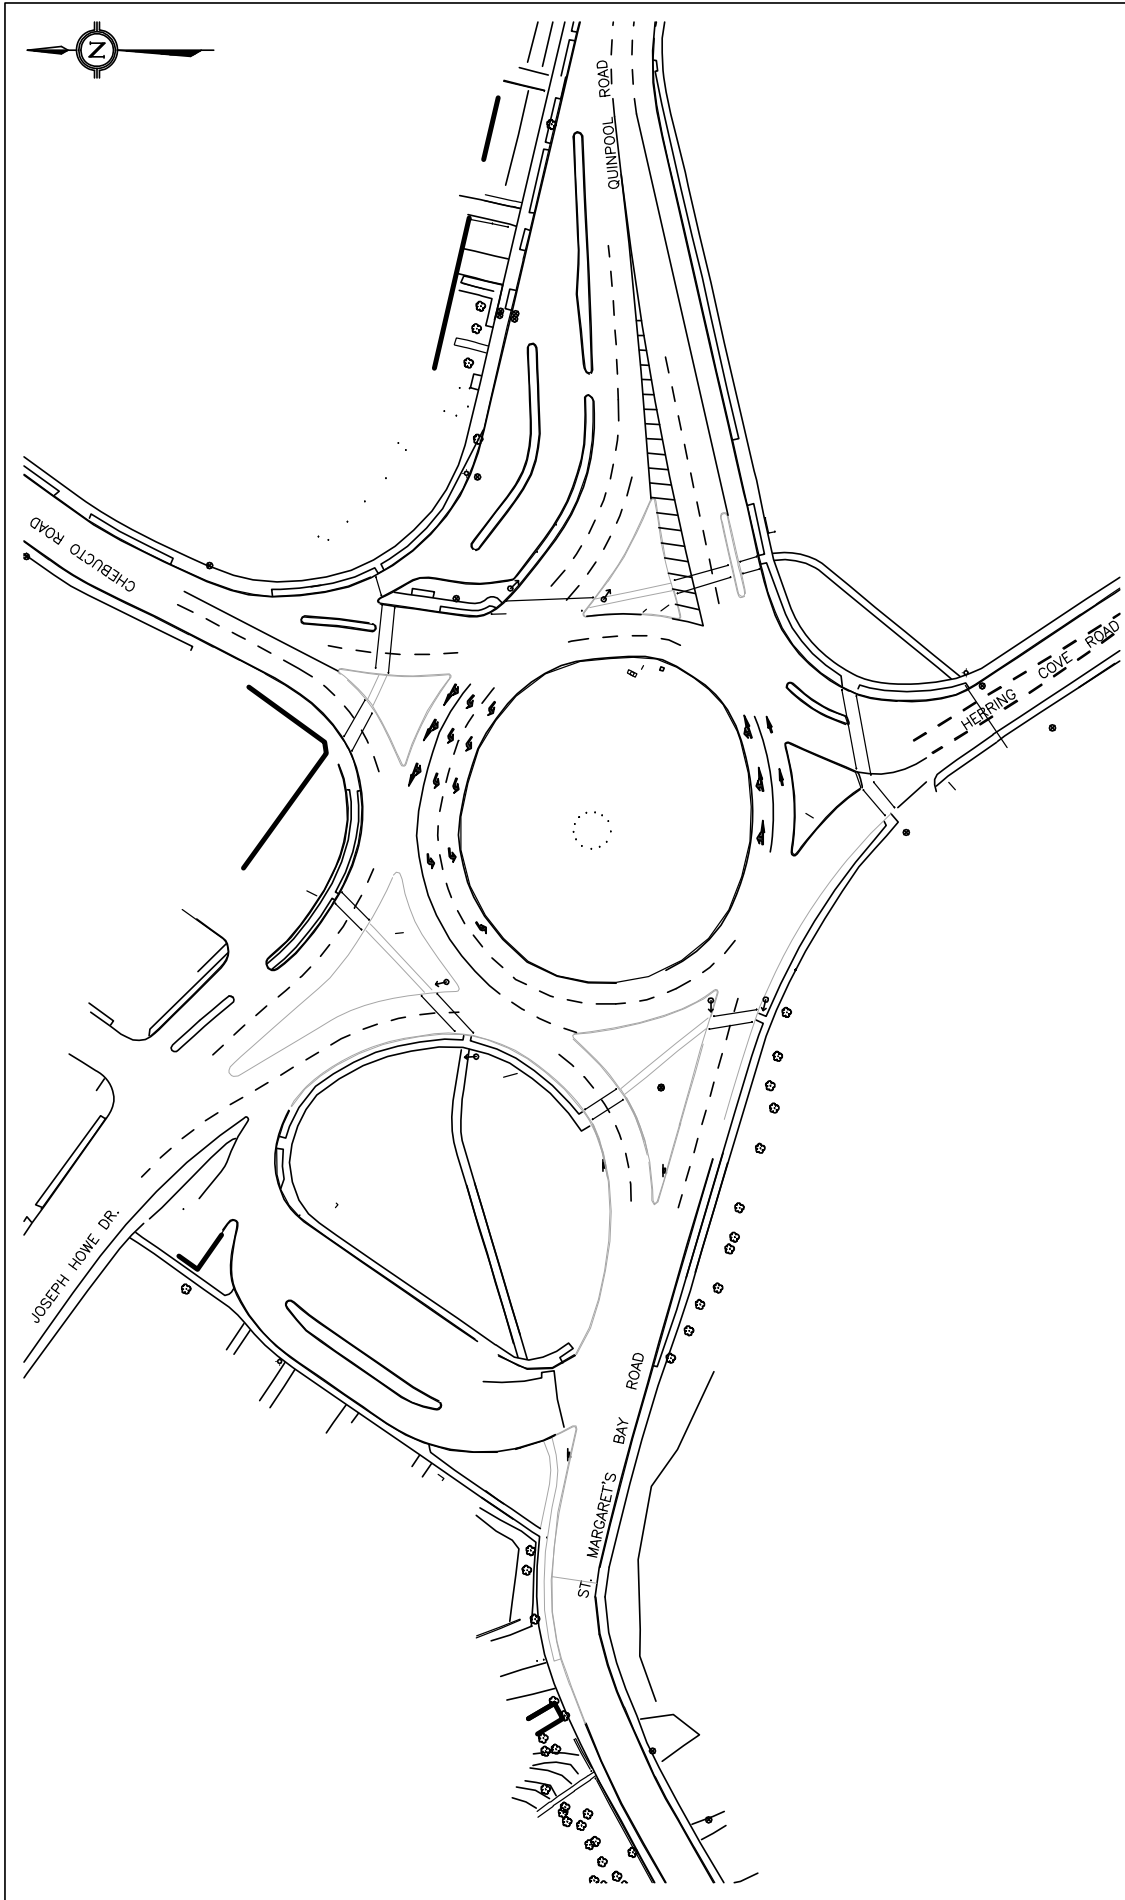 N
QUINPOOL ROAD
CHEBUCTO ROAD
HERRING COVE ROAD
JOSEPH HOWE DR.
ST. MARGARET'S BAY ROAD